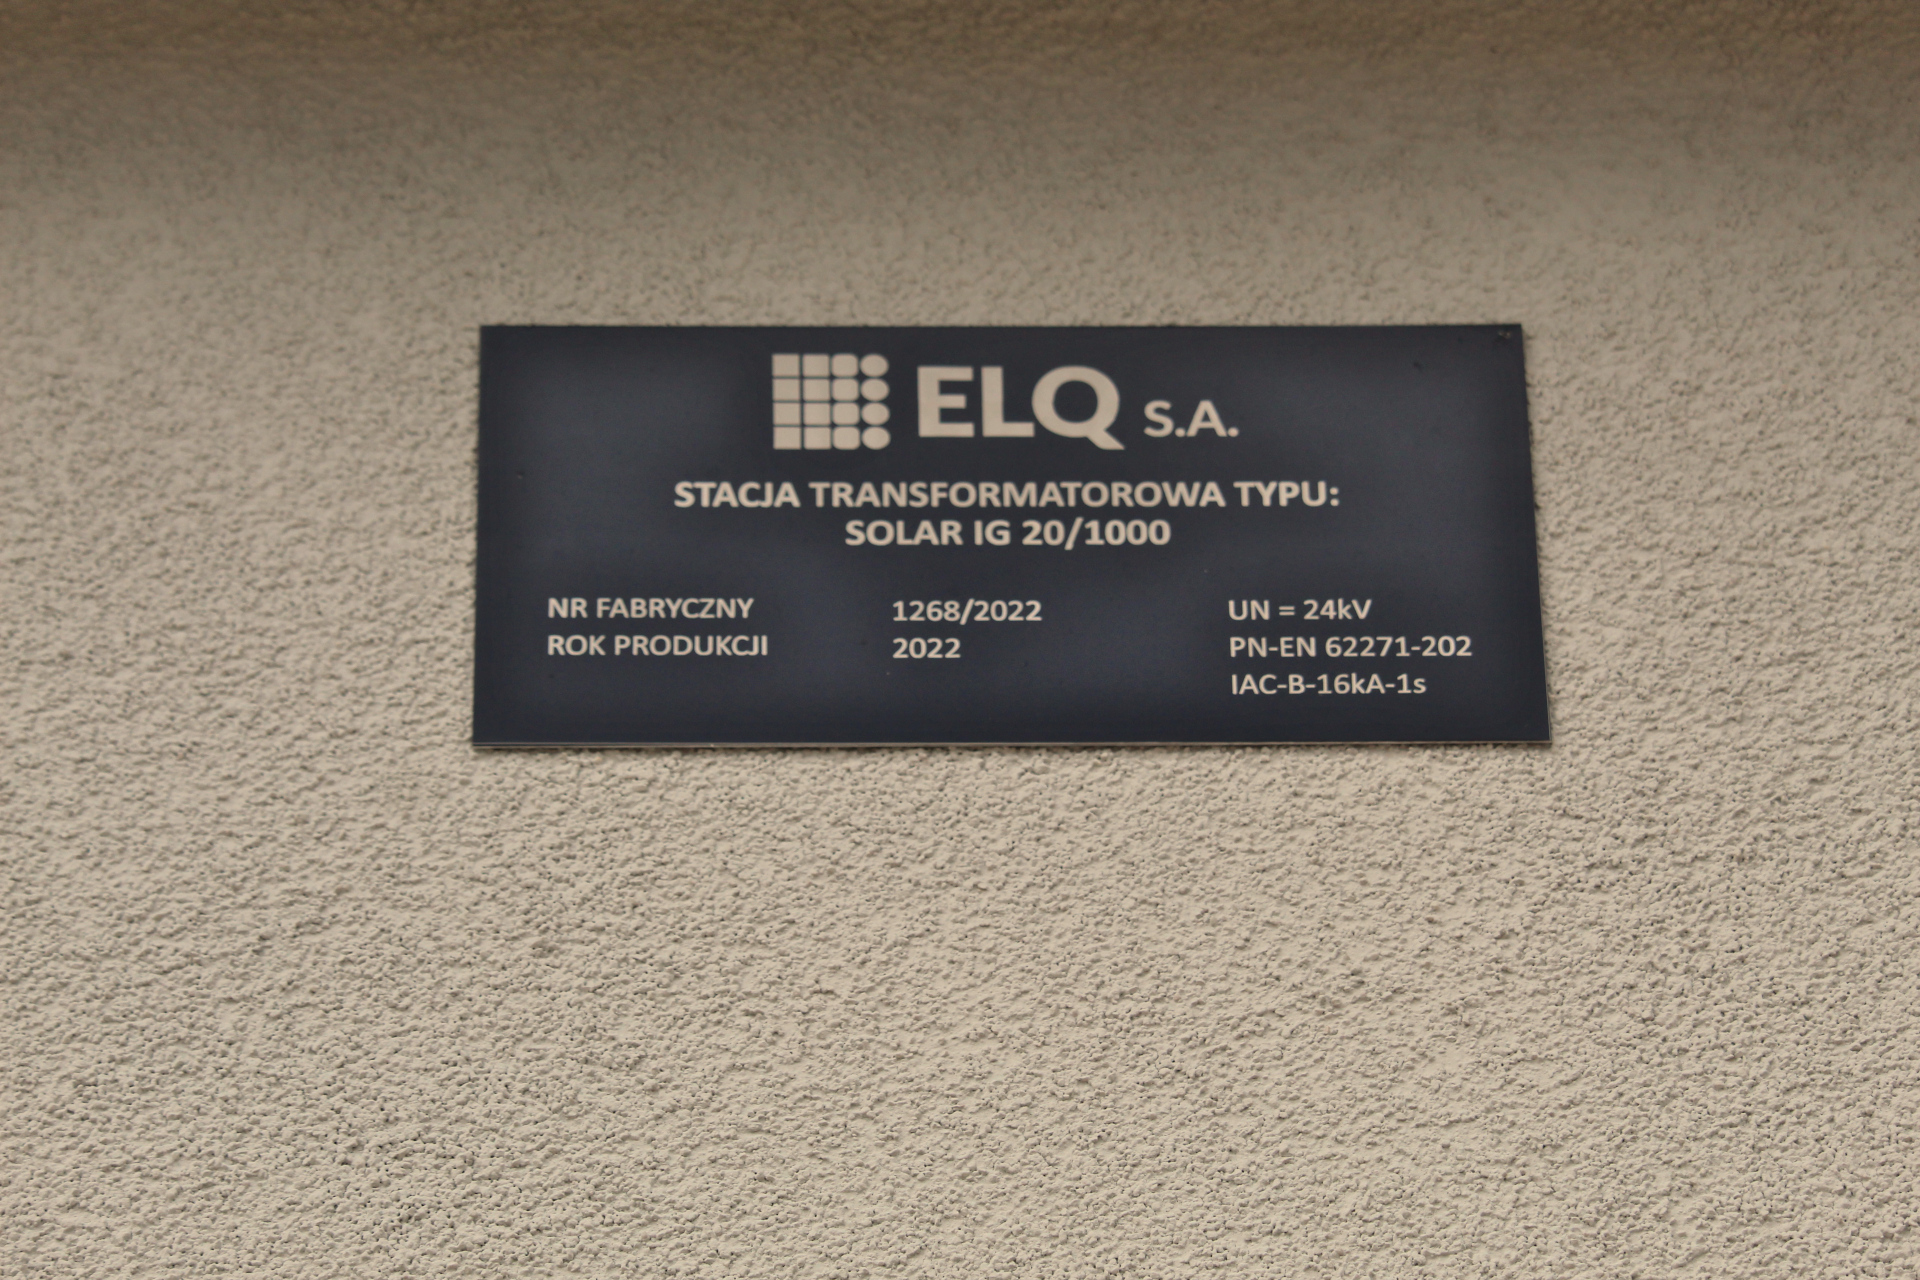 ELQ S.A.
STACJA TRANSFORMATOROWA TYPU:
SOLAR IG 20/1000
NR FABRYCZNY 1268/2022 UN = 24kV
ROK PRODUKCJI 2022 PN-EN 62271-202
IAC-B-16kA-1s